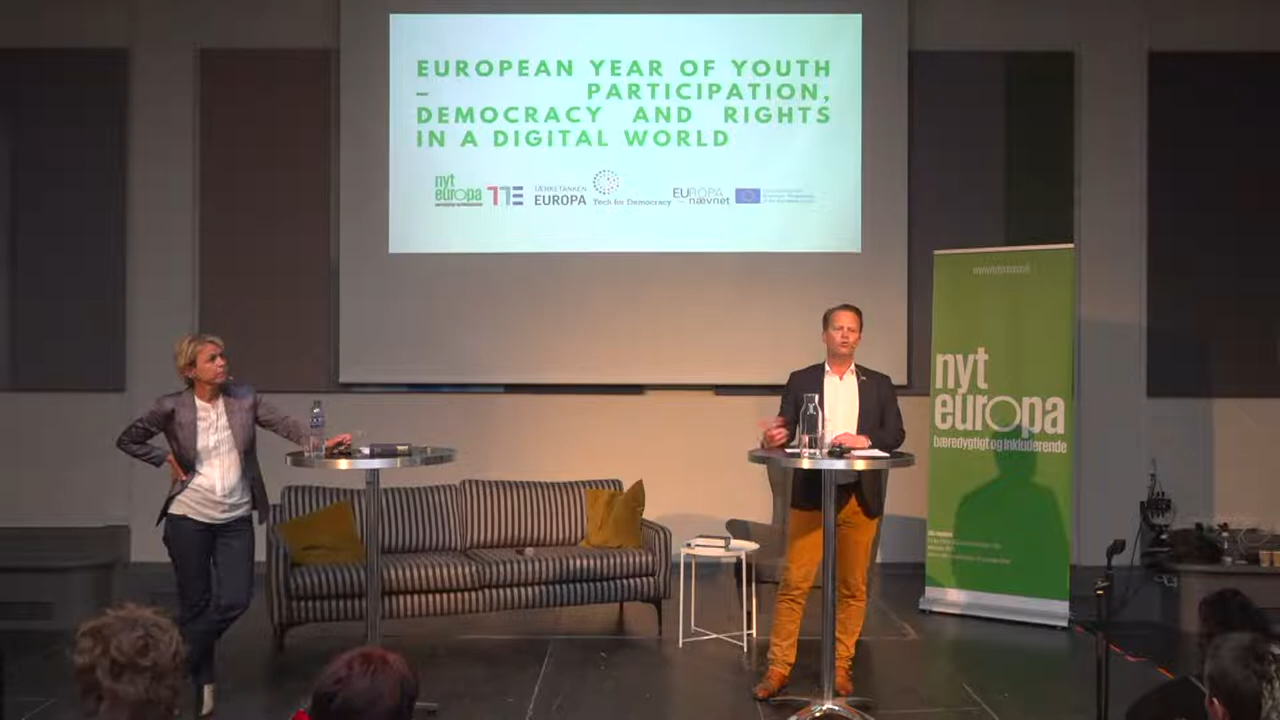 EUROPEAN YEAR OF YOUTH
– PARTICIPATION,
DEMOCRACY AND RIGHTS
IN A DIGITAL WORLD
nyt
europa
TTE
TÆNKETANKEN
EUROPA
Tech for Democracy
EUROPA
nævnet
nyt
europa
bæredygtigt og inkluderende